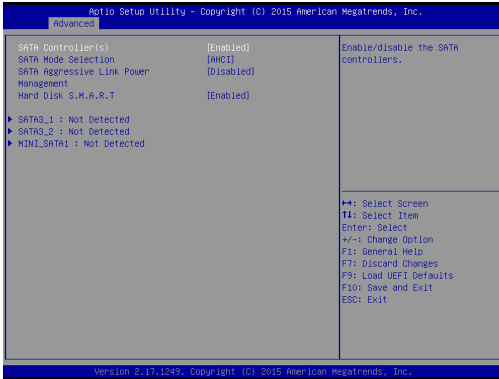 Aptio Setup Utility – Copyright (C) 2015 American Megatrends, Inc.
Advanced
SATA Controller(s) [Enabled]
SATA Mode Selection [AHCI]
SATA Aggressive Link Power [Disabled]
Management
Hard Disk S.M.A.R.T [Enabled]
SATA3_1 : Not Detected
SATA3_2 : Not Detected
MINI_SATA1 : Not Detected
Enable/disable the SATA
controllers.
↔: Select Screen
↑↓: Select Item
Enter: Select
+/-: Change Option
F1: General Help
F7: Discard Changes
F9: Load UEFI Defaults
F10: Save and Exit
ESC: Exit
Version 2.17.1249. Copyright (C) 2015 American Megatrends, Inc.